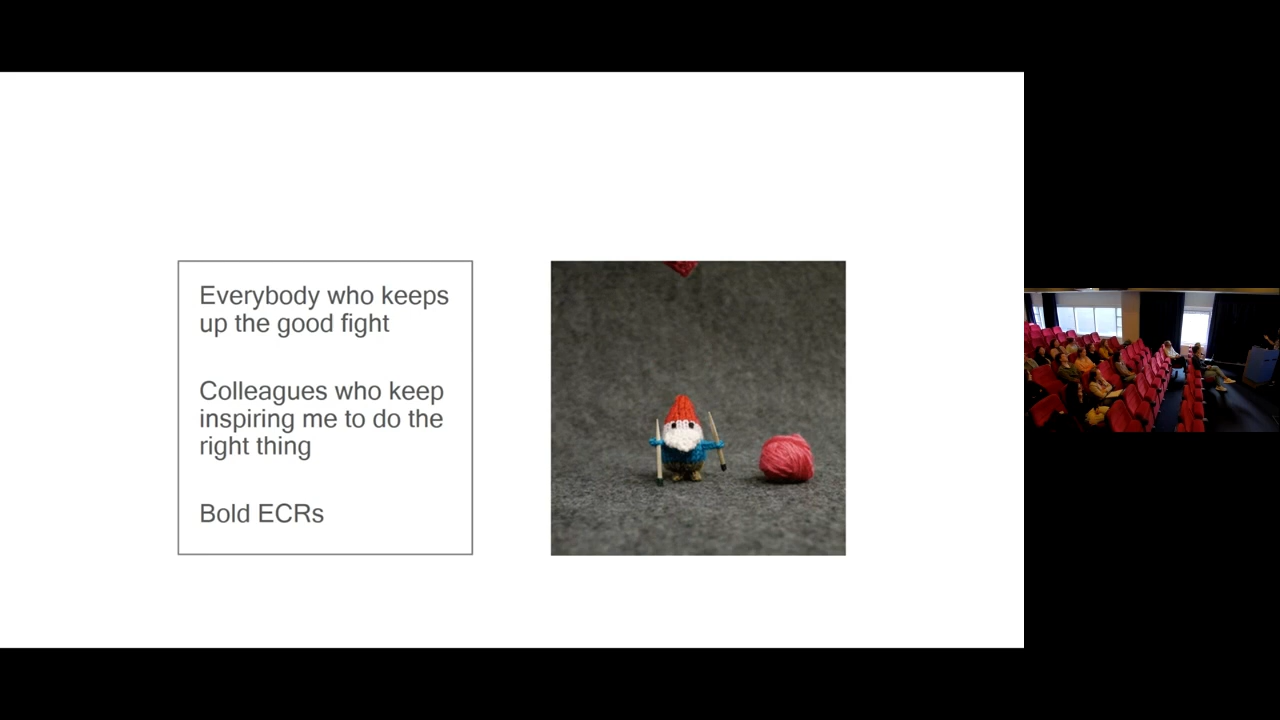 Everybody who keeps
up the good fight
Colleagues who keep
inspiring me to do the
right thing
Bold ECRs